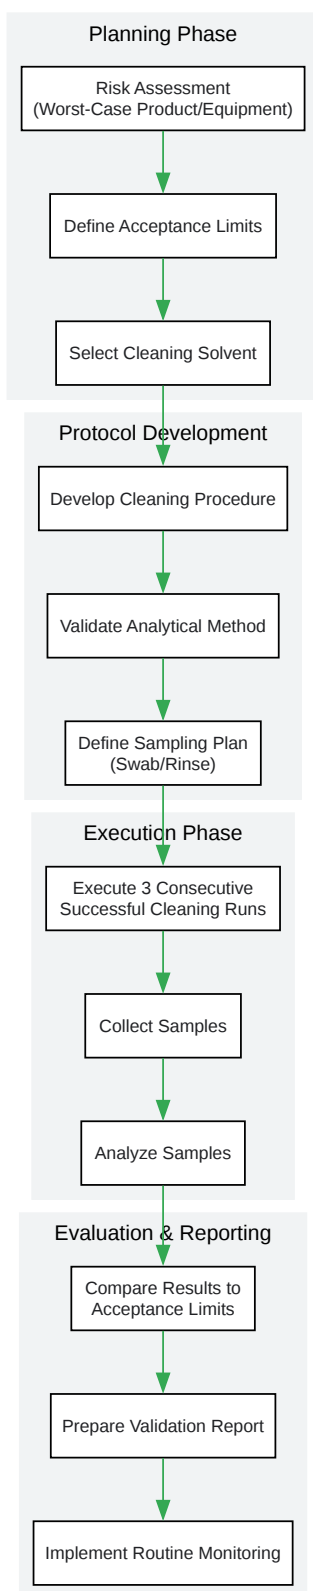 Planning Phase
Risk Assessment
(Worst-Case Product/Equipment)
Define Acceptance Limits
Select Cleaning Solvent
Protocol Development
Develop Cleaning Procedure
Validate Analytical Method
Define Sampling Plan
(Swab/Rinse)
Execution Phase
Execute 3 Consecutive
Successful Cleaning Runs
Collect Samples
Analyze Samples
Evaluation & Reporting
Compare Results to
Acceptance Limits
Prepare Validation Report
Implement Routine Monitoring